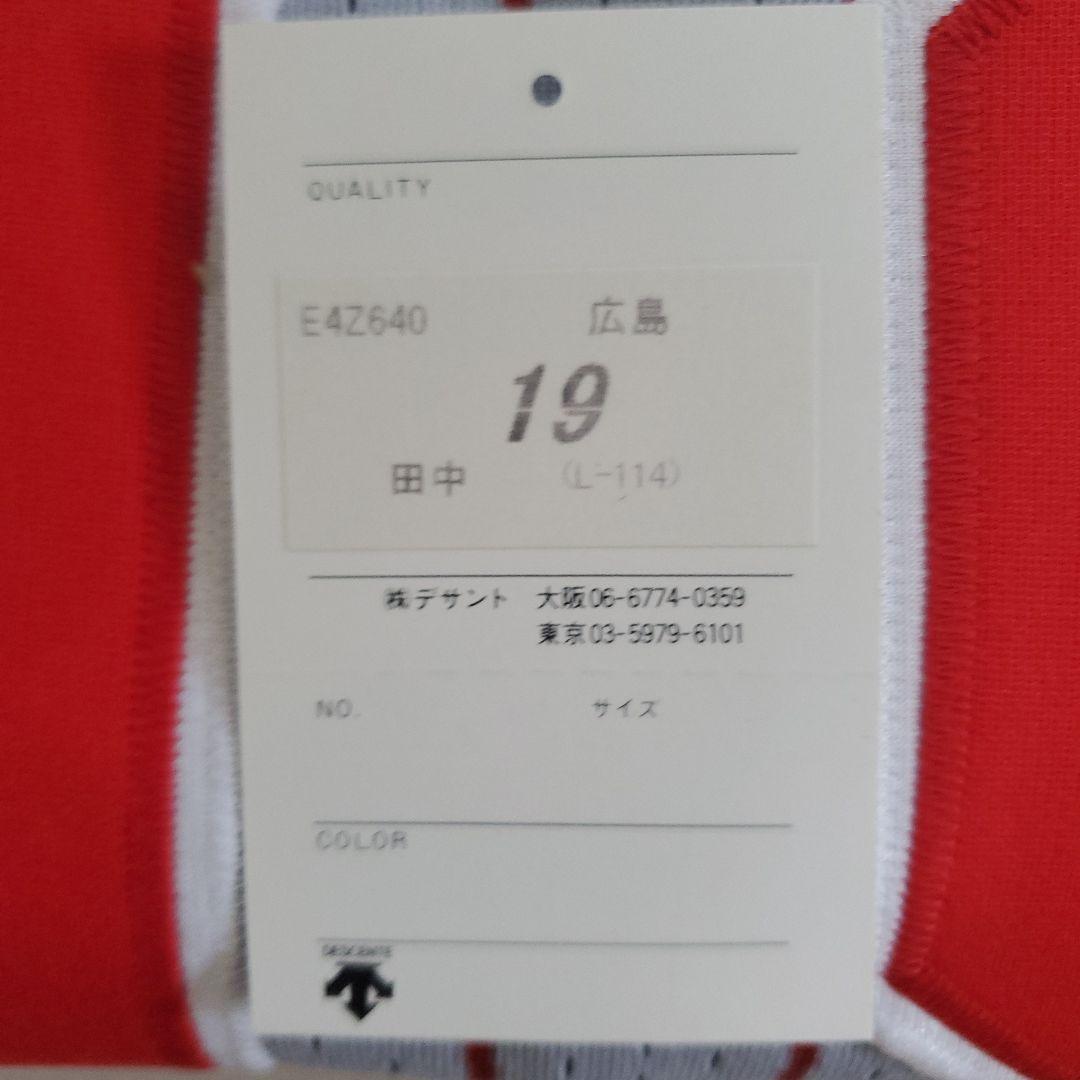 QUALITY
E4Z640 広島
19
田中 (L-114)
㈱デサント 大阪06-6774-0359
東京03-5979-6101
NO. サイズ
COLOR
DESCENTE